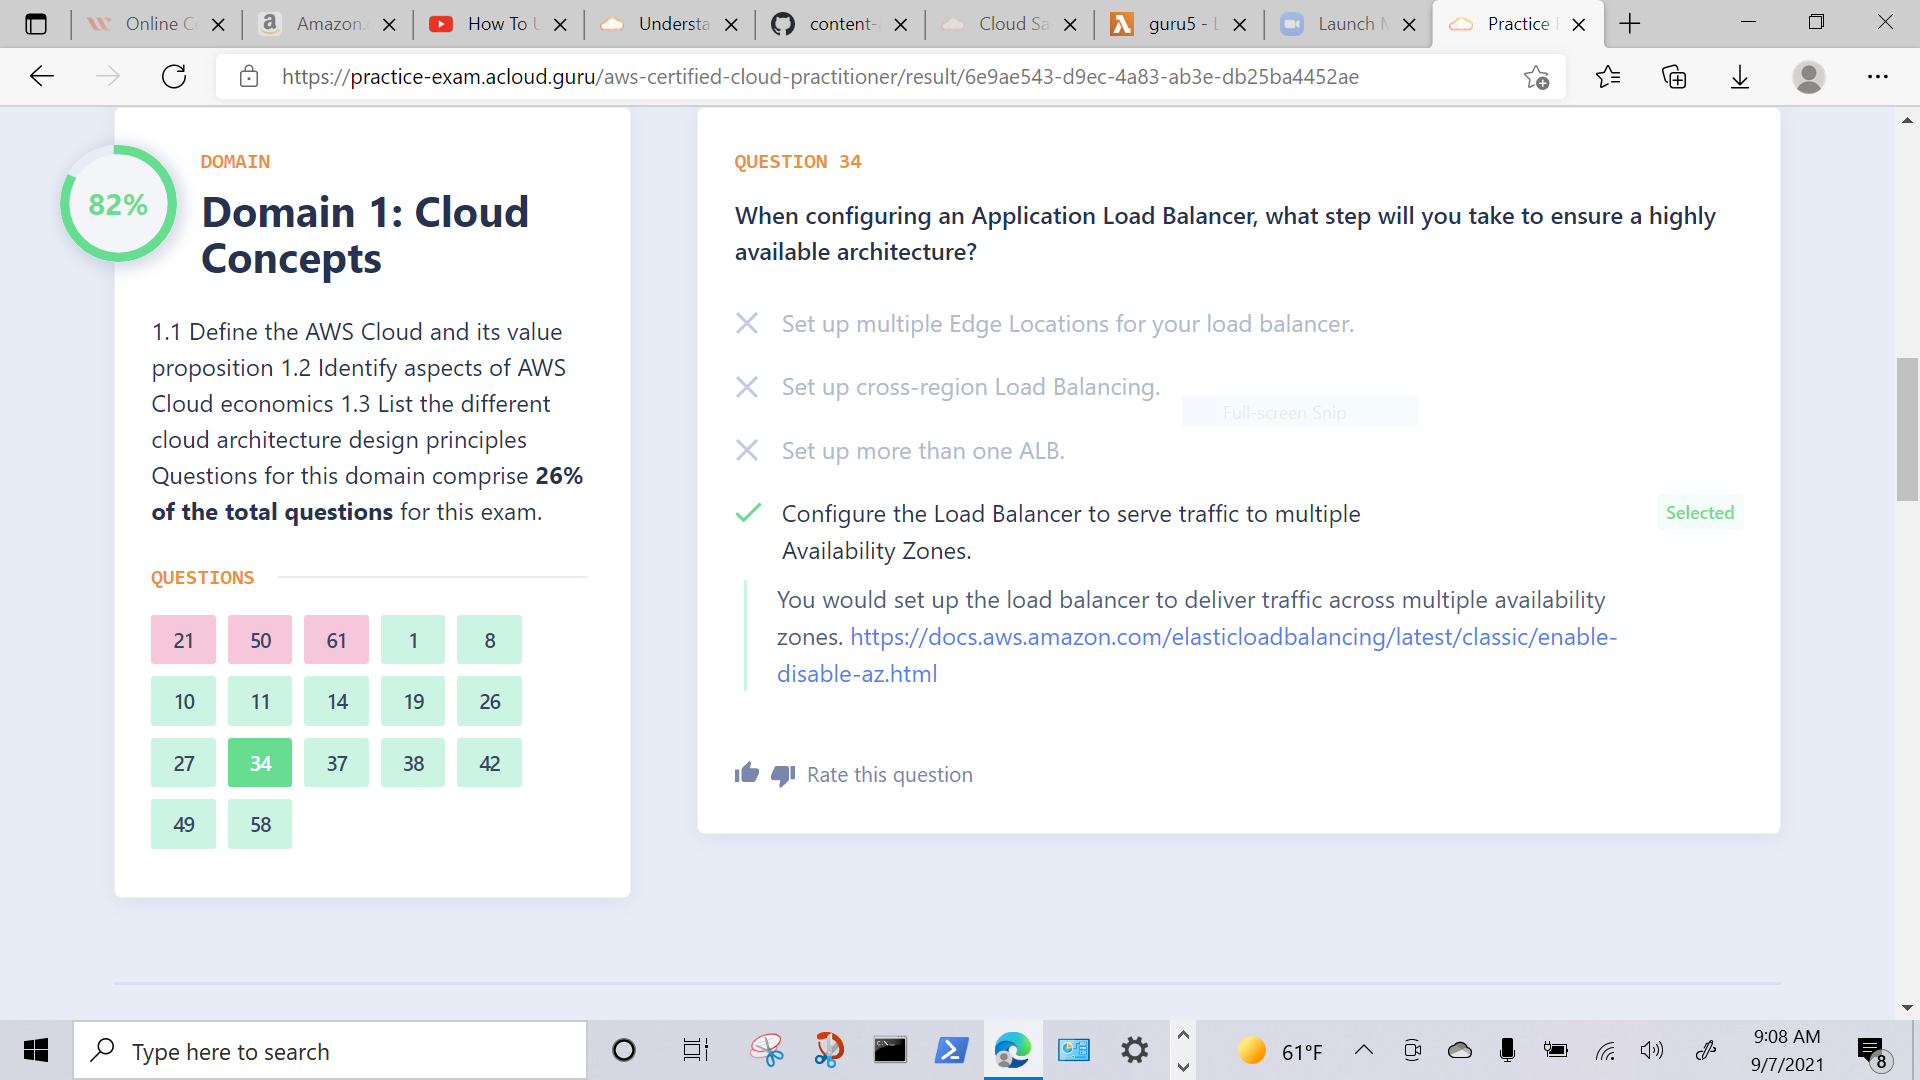 Online C
Amazon.
How To U
Understa
content-
Cloud Sa
guru5 - L
Launch M
Practice
https://practice-exam.acloud.guru/aws-certified-cloud-practitioner/result/6e9ae543-d9ec-4a83-ab3e-db25ba4452ae
82%
DOMAIN
Domain 1: Cloud
Concepts
1.1 Define the AWS Cloud and its value
proposition 1.2 Identify aspects of AWS
Cloud economics 1.3 List the different
cloud architecture design principles
Questions for this domain comprise 26%
of the total questions for this exam.
QUESTIONS
21 50 61 1 8
10 11 14 19 26
27 34 37 38 42
49 58
QUESTION 34
When configuring an Application Load Balancer, what step will you take to ensure a highly
available architecture?
Set up multiple Edge Locations for your load balancer.
Set up cross-region Load Balancing.
Full-screen Snip
Set up more than one ALB.
Configure the Load Balancer to serve traffic to multiple
Availability Zones.
Selected
You would set up the load balancer to deliver traffic across multiple availability
zones. https://docs.aws.amazon.com/elasticloadbalancing/latest/classic/enable-
disable-az.html
Rate this question
Type here to search
61°F
9:08 AM
9/7/2021
8